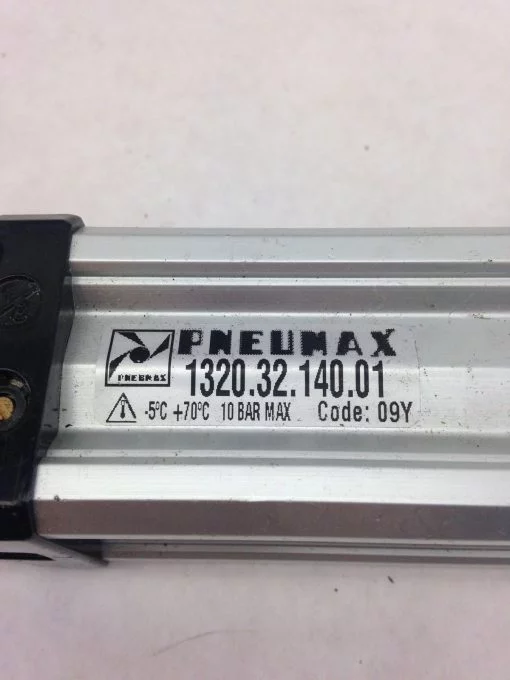 PNEUMAX
PNEUMAX
1320.32.140.01
-5°C +70°C 10 BAR MAX Code: 09Y